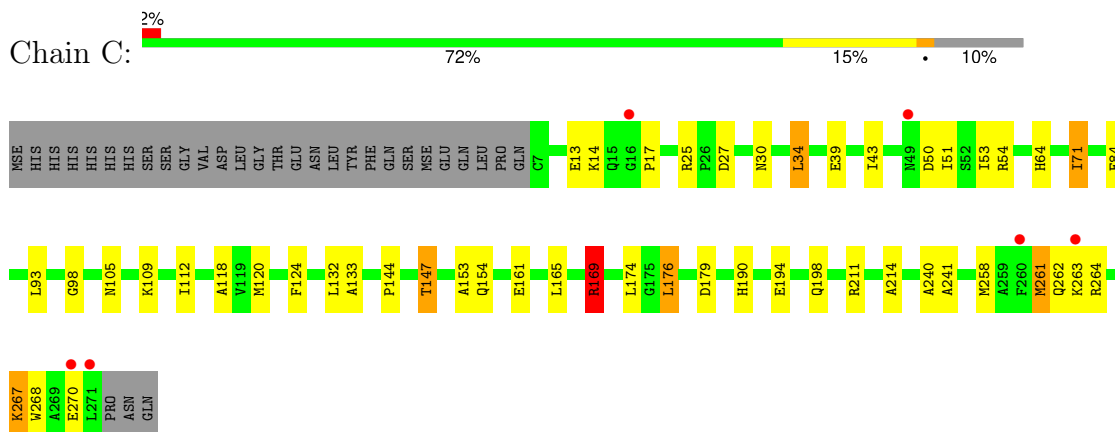 2%
Chain C:
72% 15% • 10%
MSE HIS HIS HIS HIS HIS HIS SER SER GLY VAL ASP LEU GLY THR GLU ASN LEU TYR PHE GLN SER MSE GLU GLN LEU PRO GLN C7 E13 K14 Q15 G16 P17 R25 P26 D27 N30 L34 E39 I43 N49 D50 I51 S52 I53 R54 H64 I71
L93 G98 N105 K109 I112 A118 V119 M120 F124 L132 A133 P144 T147 A153 Q154 E161 L165 R169 L174 G175 L176 D179 H190 E194 Q198 R211 A214 A240 A241 M258 A259 F260 M261 Q262 K263 R264
K267 W268 A269 E270 L271 PRO ASN GLN